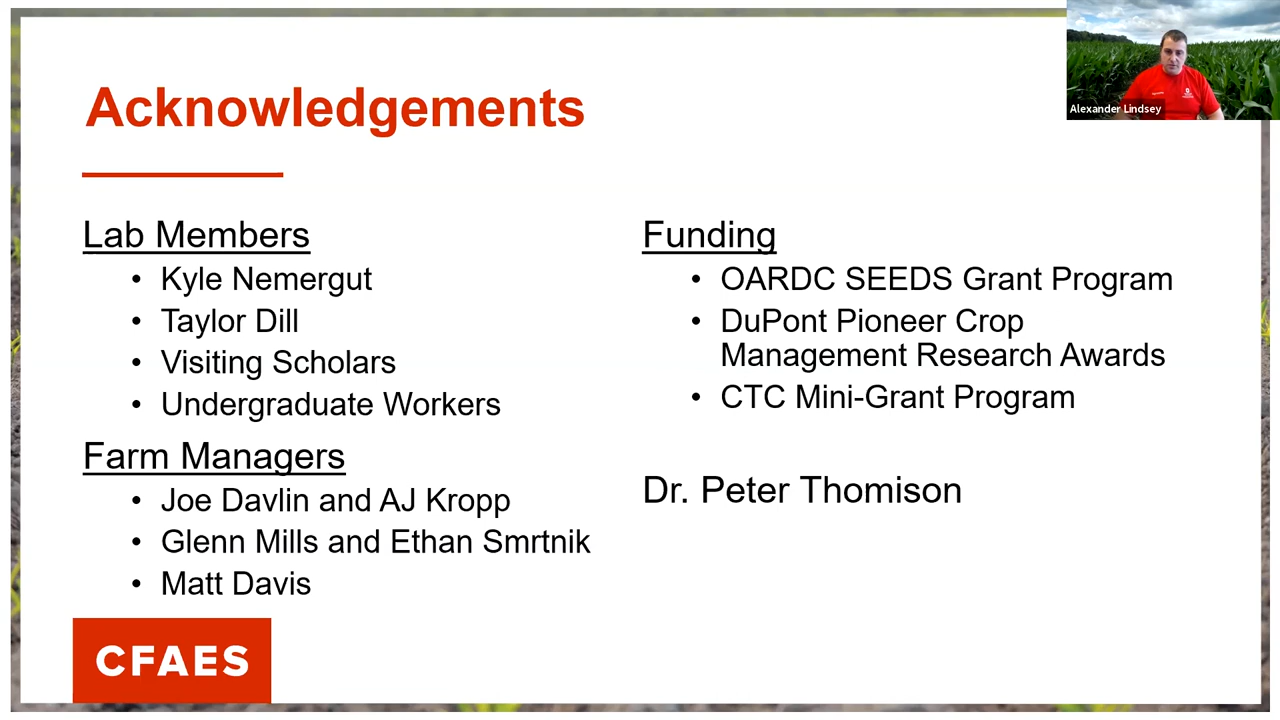 Acknowledgements
Alexander Lindsey
Lab Members
• Kyle Nemergut
• Taylor Dill
• Visiting Scholars
• Undergraduate Workers
Farm Managers
• Joe Davlin and AJ Kropp
• Glenn Mills and Ethan Smrtnik
• Matt Davis
Funding
• OARDC SEEDS Grant Program
• DuPont Pioneer Crop
Management Research Awards
• CTC Mini-Grant Program
Dr. Peter Thomison
CFAES